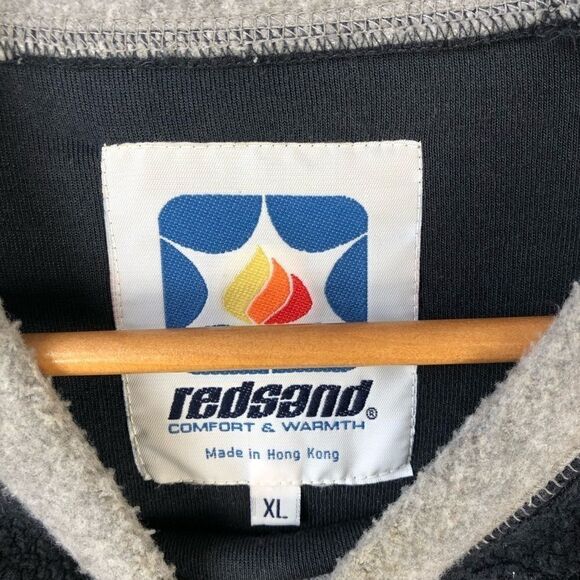 redsand®
COMFORT & WARMTH
Made in Hong Kong
XL